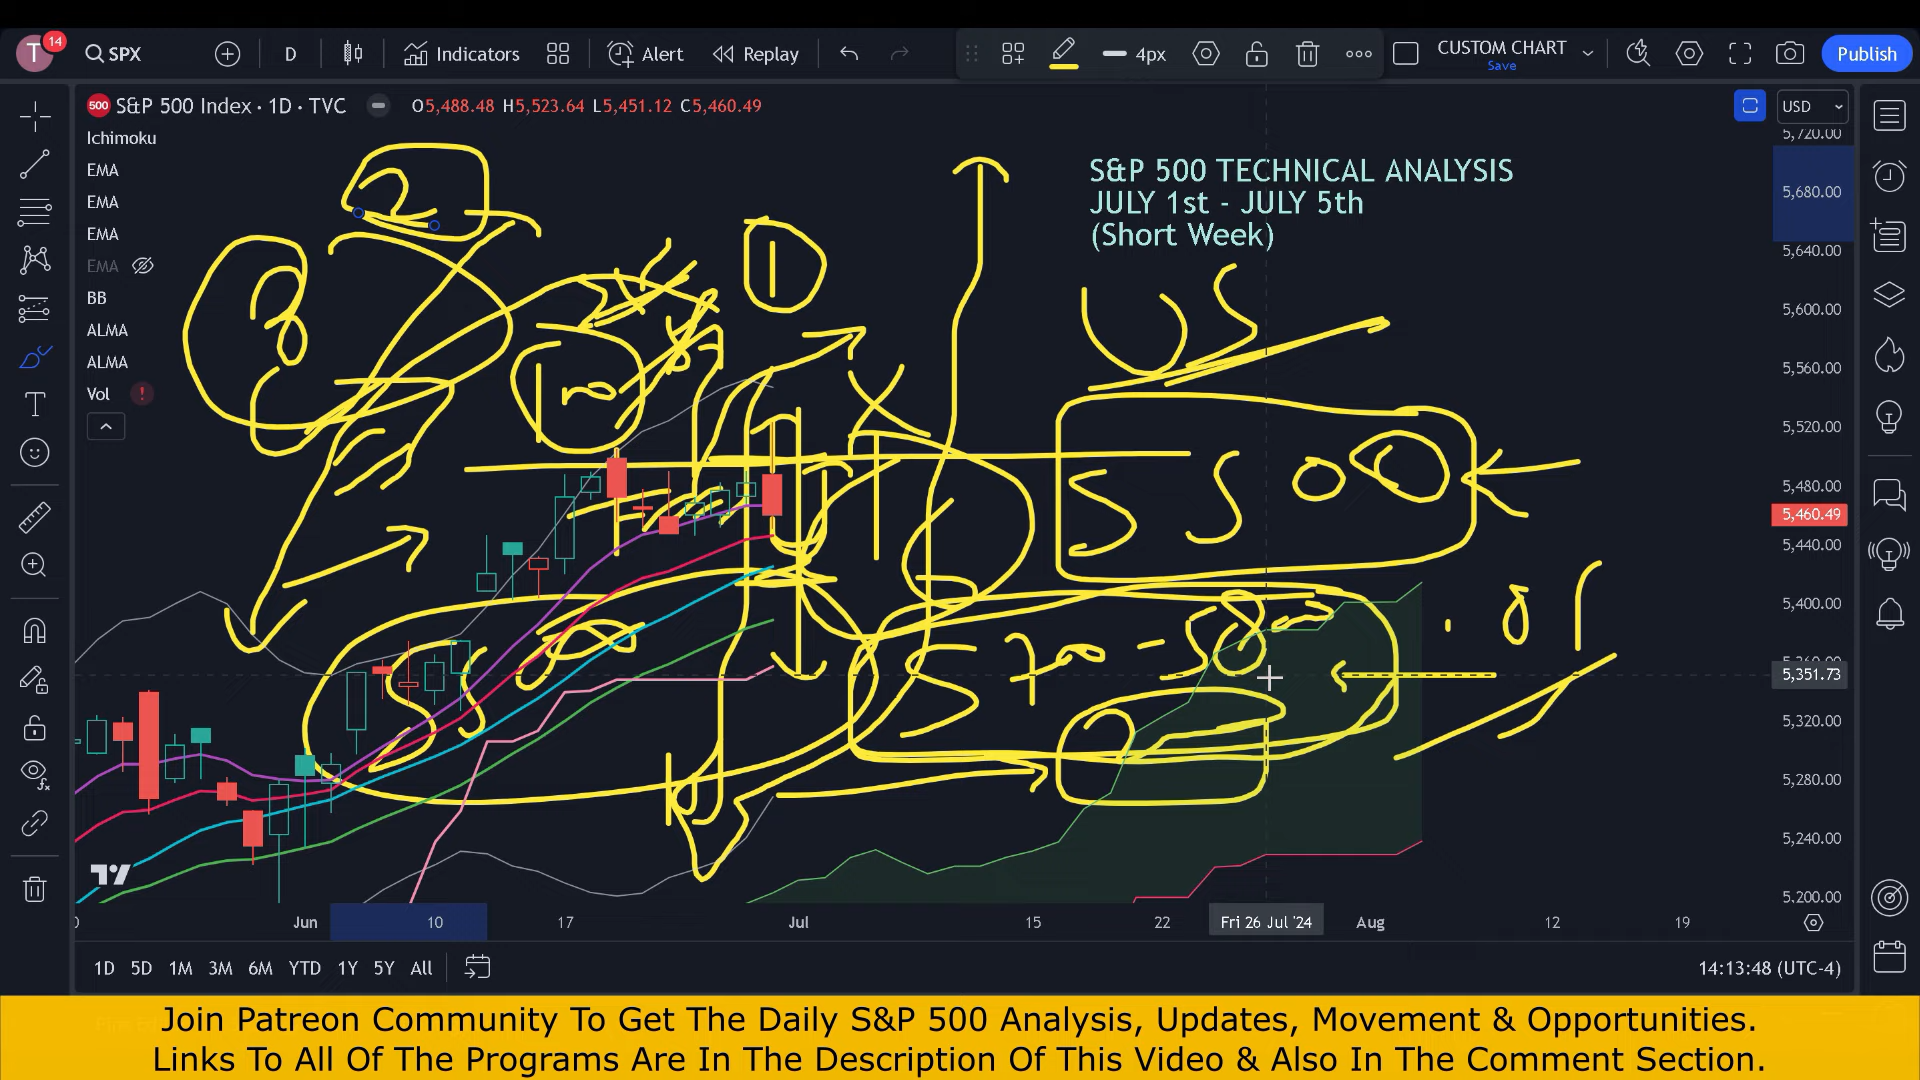 T 14 SPX D Indicators Alert Replay 4px CUSTOM CHART Save Publish
500 S&P 500 Index · 1D · TVC O5,488.48 H5,523.64 L5,451.12 C5,460.49 USD
Ichimoku
EMA
EMA
EMA
EMA
BB
ALMA
ALMA
Vol
S&P 500 TECHNICAL ANALYSIS
JULY 1st - JULY 5th
(Short Week)
2
1
US
5500
5,720.00
5,680.00
5,640.00
5,600.00
5,560.00
5,520.00
5,480.00
5,460.49
5,440.00
5,400.00
5,351.73
5,320.00
5,280.00
5,240.00
5,200.00
Jun 10 17 Jul 15 22 Fri 26 Jul '24 Aug 12 19
1D 5D 1M 3M 6M YTD 1Y 5Y All 14:13:48 (UTC-4)
Join Patreon Community To Get The Daily S&P 500 Analysis, Updates, Movement & Opportunities.
Links To All Of The Programs Are In The Description Of This Video & Also In The Comment Section.